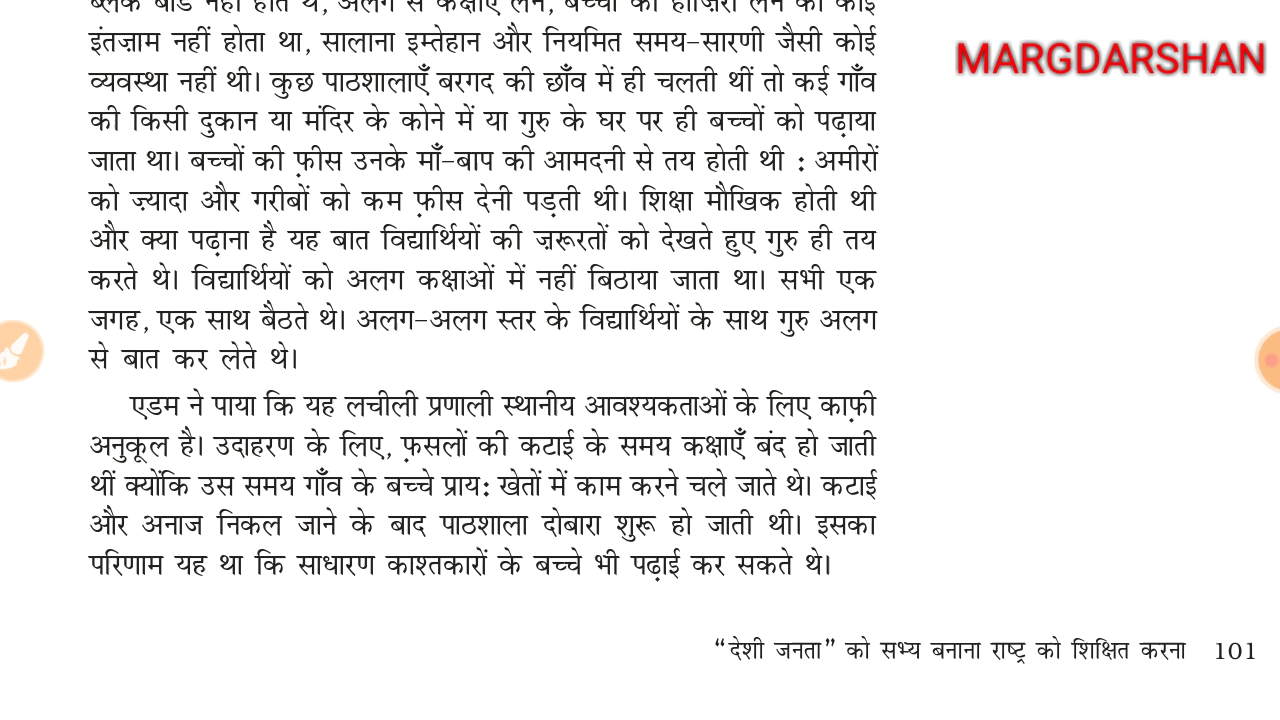 ब्लैक बोर्ड नहीं होते थे, अलग से कक्षाएँ लेने, बच्चों की हाज़िरी लेने का कोई
इंतज़ाम नहीं होता था, सालाना इम्तेहान और नियमित समय-सारणी जैसी कोई
व्यवस्था नहीं थी। कुछ पाठशालाएँ बरगद की छाँव में ही चलती थीं तो कई गाँव
की किसी दुकान या मंदिर के कोने में या गुरु के घर पर ही बच्चों को पढ़ाया
जाता था। बच्चों की फ़ीस उनके माँ-बाप की आमदनी से तय होती थी : अमीरों
को ज़्यादा और गरीबों को कम फ़ीस देनी पड़ती थी। शिक्षा मौखिक होती थी
और क्या पढ़ाना है यह बात विद्यार्थियों की ज़रूरतों को देखते हुए गुरु ही तय
करते थे। विद्यार्थियों को अलग कक्षाओं में नहीं बिठाया जाता था। सभी एक
जगह, एक साथ बैठते थे। अलग-अलग स्तर के विद्यार्थियों के साथ गुरु अलग
से बात कर लेते थे।
एडम ने पाया कि यह लचीली प्रणाली स्थानीय आवश्यकताओं के लिए काफ़ी
अनुकूल है। उदाहरण के लिए, फ़सलों की कटाई के समय कक्षाएँ बंद हो जाती
थीं क्योंकि उस समय गाँव के बच्चे प्राय: खेतों में काम करने चले जाते थे। कटाई
और अनाज निकल जाने के बाद पाठशाला दोबारा शुरू हो जाती थी। इसका
परिणाम यह था कि साधारण काश्तकारों के बच्चे भी पढ़ाई कर सकते थे।
"देशी जनता" को सभ्य बनाना राष्ट्र को शिक्षित करना 101
MARGDARSHAN